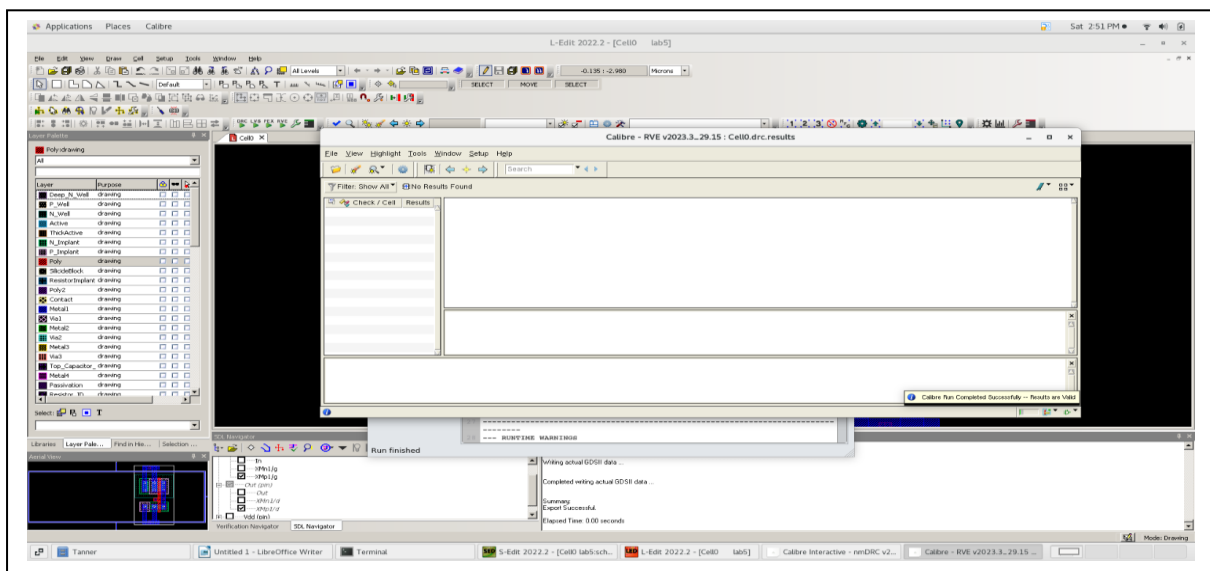 Applications Places Calibre
Sat 2:51 PM
L-Edit 2022.2 - [Cell0 lab5]
File Edit View Draw Cell Setup Tools Window Help
All Levels
-0.135 : -2.980
Microns
Default
SELECT MOVE SELECT
DRC LVS PEX RVE
Layer Palette
Cell0
Poly:drawing
All
Layer Purpose
Deep_N_Well drawing
P_Well drawing
N_Well drawing
Active drawing
ThickActive drawing
N_Implant drawing
P_Implant drawing
Poly drawing
SilicideBlock drawing
ResistorImplant drawing
Poly2 drawing
Contact drawing
Metal1 drawing
Via1 drawing
Metal2 drawing
Via2 drawing
Metal3 drawing
Via3 drawing
Top_Capacitor_ drawing
Metal4 drawing
Passivation drawing
Resistor_ID drawing
Select:
Libraries Layer Pale... Find in Hie... Selection ...
Calibre - RVE v2023.3_29.15 : Cell0.drc.results
File View Highlight Tools Window Setup Help
Search
Filter: Show All No Results Found
Check / Cell Results
Calibre Run Completed Successfully -- Results are Valid
--- RUNTIME WARNINGS
Run finished
Aerial View
SDL Navigator
In
XMn1/g
XMp1/g
Out (pin)
Out
XMn1/d
XMp1/d
Vdd (pin)
Verification Navigator SDL Navigator
Writing actual GDSII data ...
Completed writing actual GDSII data ...
Summary:
Export Successful.
Elapsed Time: 0.00 seconds
Mode: Drawing
Tanner
Untitled 1 - LibreOffice Writer
Terminal
S-Edit 2022.2 - [Cell0 lab5:sch...
L-Edit 2022.2 - [Cell0 lab5]
Calibre Interactive - nmDRC v2...
Calibre - RVE v2023.3_29.15 ...